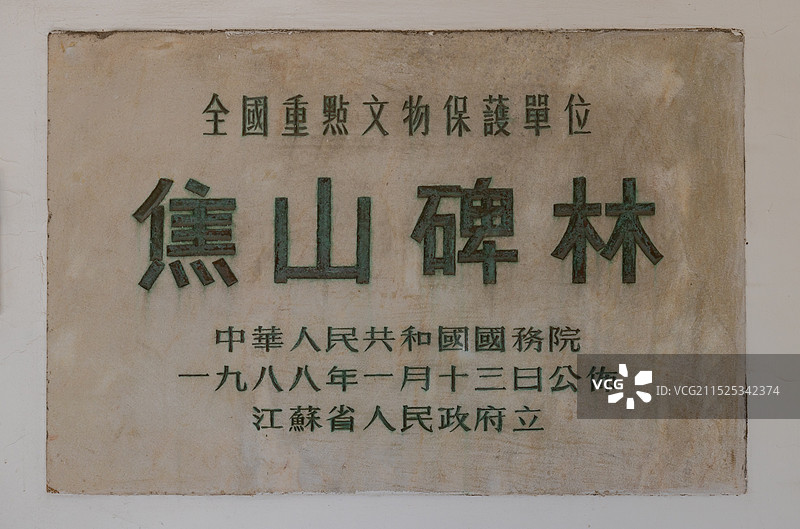 全國重點文物保護單位
焦山碑林
中華人民共和國國務院
一九八八年一月十三日公佈
江蘇省人民政府立
VCG
ID:VCG211525342374